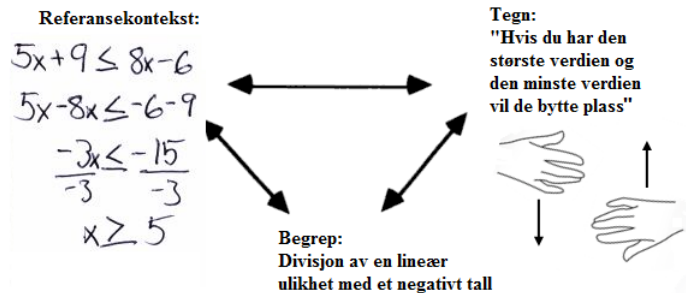 Referansekontekst:
5x+9 ≤ 8x-6
5x-8x ≤ -6-9
-3x ≤ -15
-3 -3
x ≥ 5
Tegn:
"Hvis du har den
største verdien og
den minste verdien
vil de bytte plass"
Begrep:
Divisjon av en lineær
ulikhet med et negativt tall